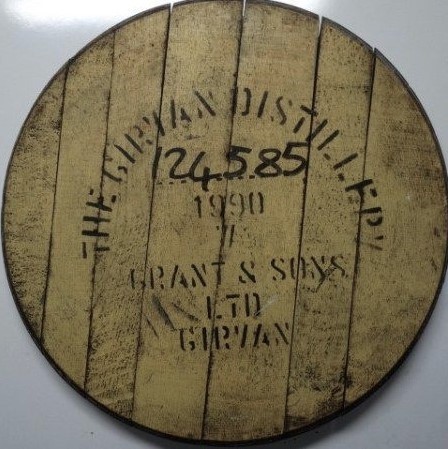 THE GIRVAN DISTILLERY
124.5.85
1990
GRANT & SONS
LTD
GIRVAN